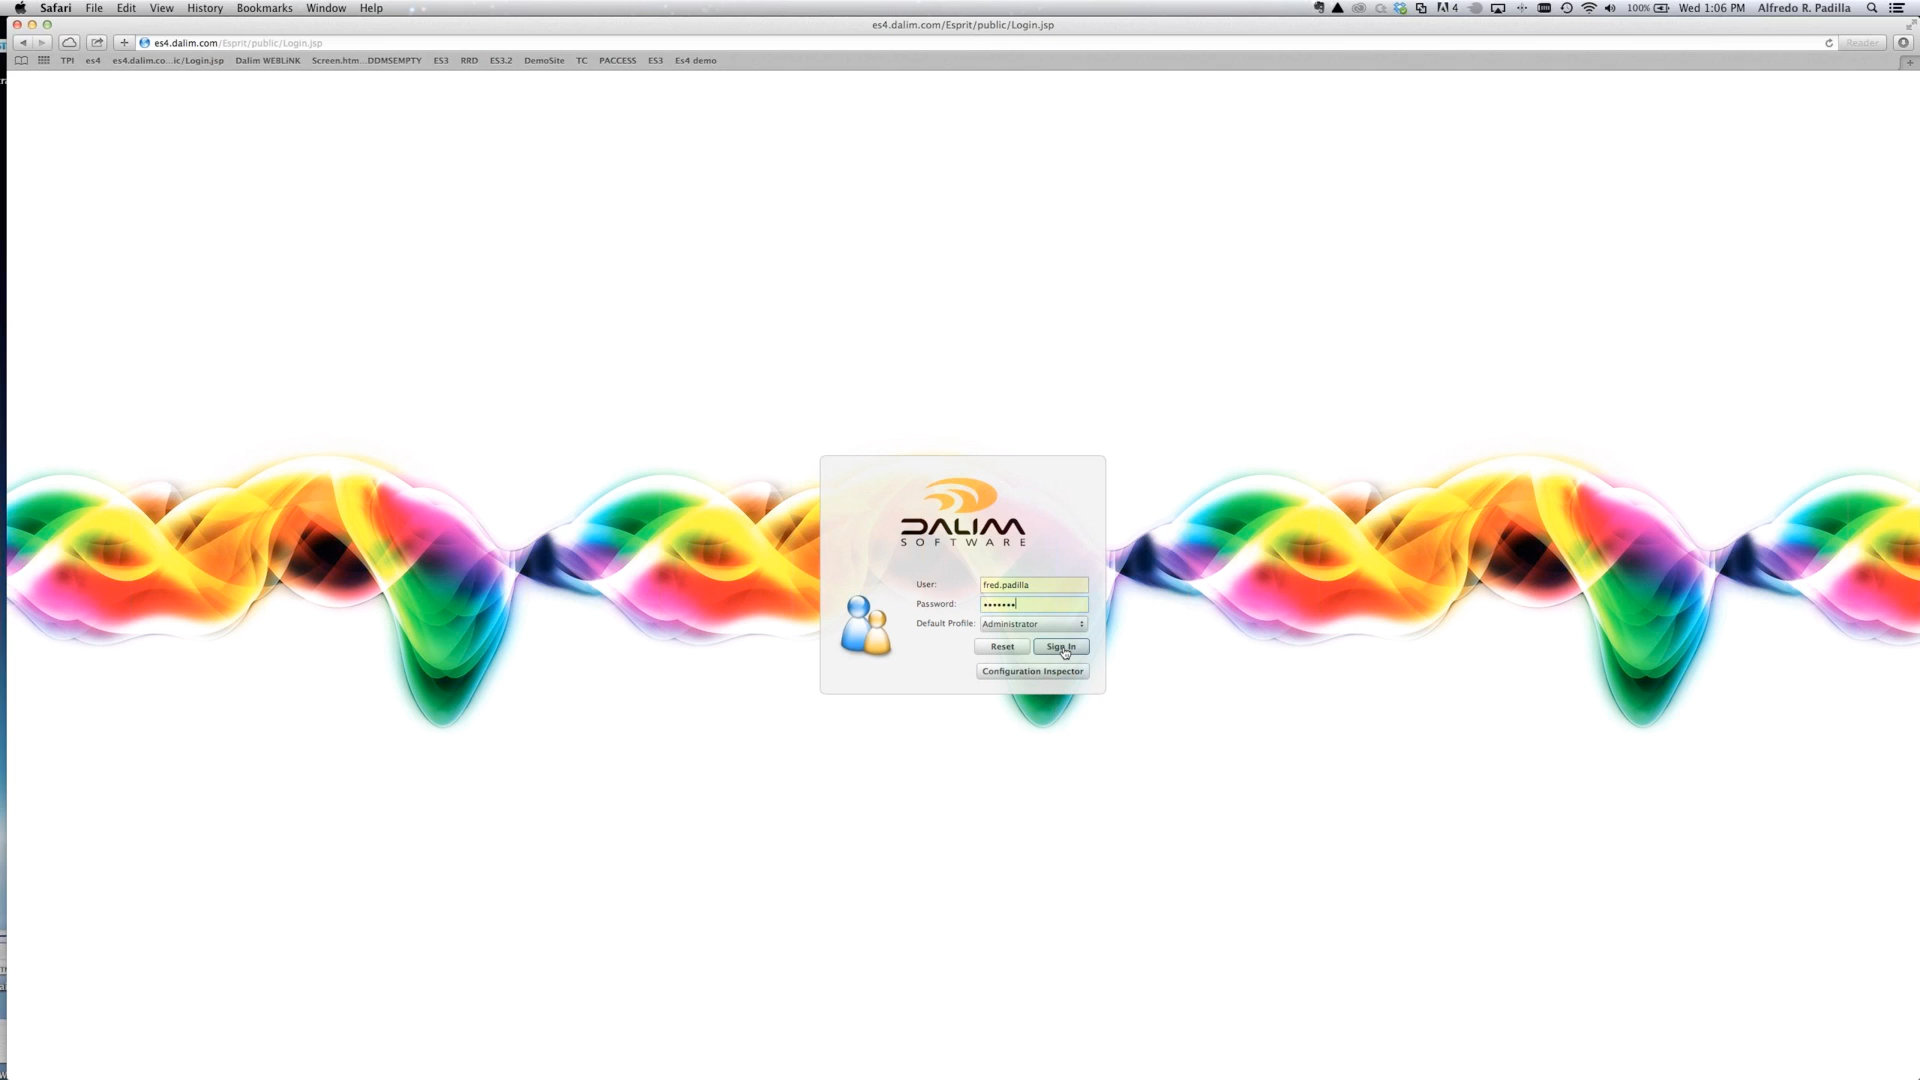 Safari File Edit View History Bookmarks Window Help 4 100% Wed 1:06 PM Alfredo R. Padilla
es4.dalim.com/Esprit/public/Login.jsp
es4.dalim.com/Esprit/public/Login.jsp Reader
TPI es4 es4.dalim.co...ic/Login.jsp Dalim WEBLiNK Screen.htm...DDMSEMPTY ES3 RRD ES3.2 DemoSite TC PACCESS ES3 Es4 demo
DALIM
SOFTWARE
User: fred.padilla
Password: •••••••
Default Profile: Administrator
Reset Sign In
Configuration Inspector